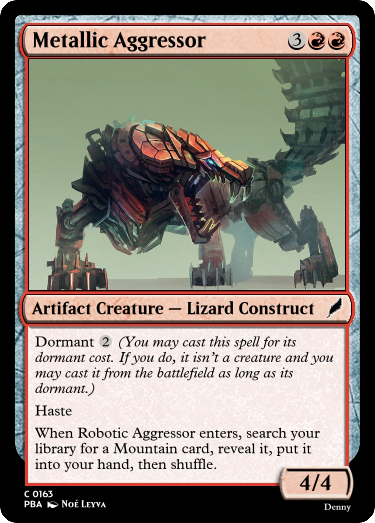 Metallic Aggressor 3
Artifact Creature — Lizard Construct
Dormant 2 (You may cast this spell for its
dormant cost. If you do, it isn't a creature and you
may cast it from the battlefield as long as its
dormant.)
Haste
When Robotic Aggressor enters, search your
library for a Mountain card, reveal it, put it
into your hand, then shuffle.
4/4
C 0163
PBA Noé Leyva
Denny